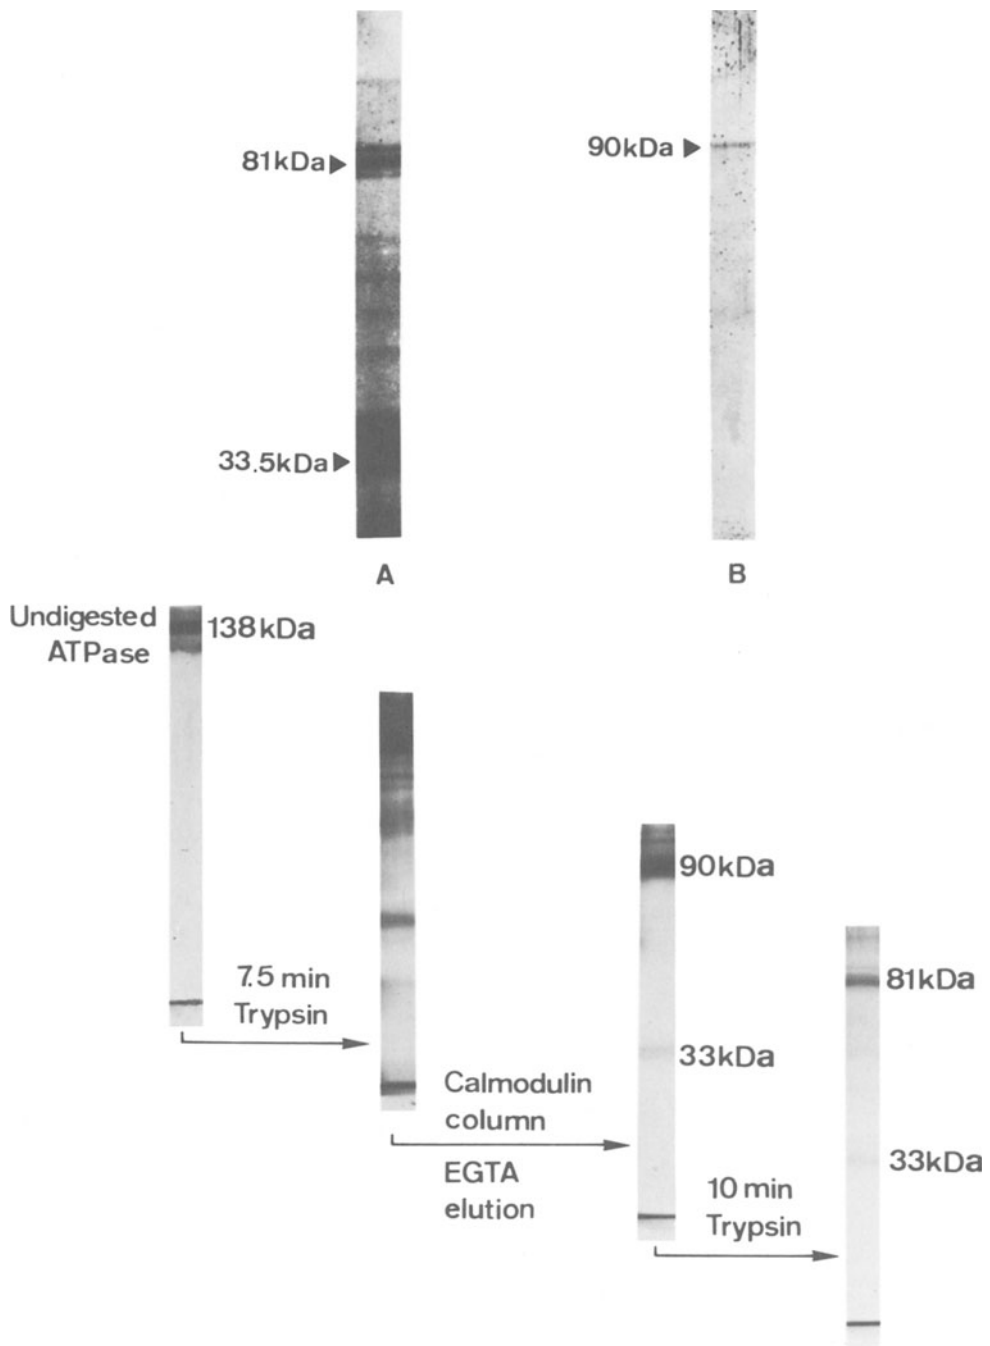 81kDa
90kDa
33.5kDa
A
B
Undigested
ATPase
138kDa
7.5 min
Trypsin
Calmodulin
column
EGTA
elution
90kDa
33kDa
10 min
Trypsin
81kDa
33kDa